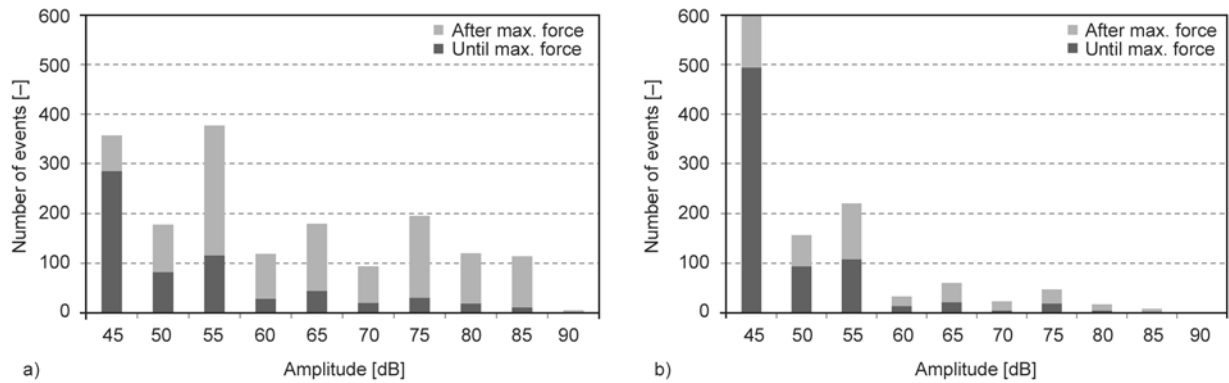 600
500
400
300
200
100
0
Number of events [–]
After max. force
Until max. force
45 50 55 60 65 70 75 80 85 90
a)
Amplitude [dB]
600
500
400
300
200
100
0
Number of events [–]
After max. force
Until max. force
45 50 55 60 65 70 75 80 85 90
b)
Amplitude [dB]